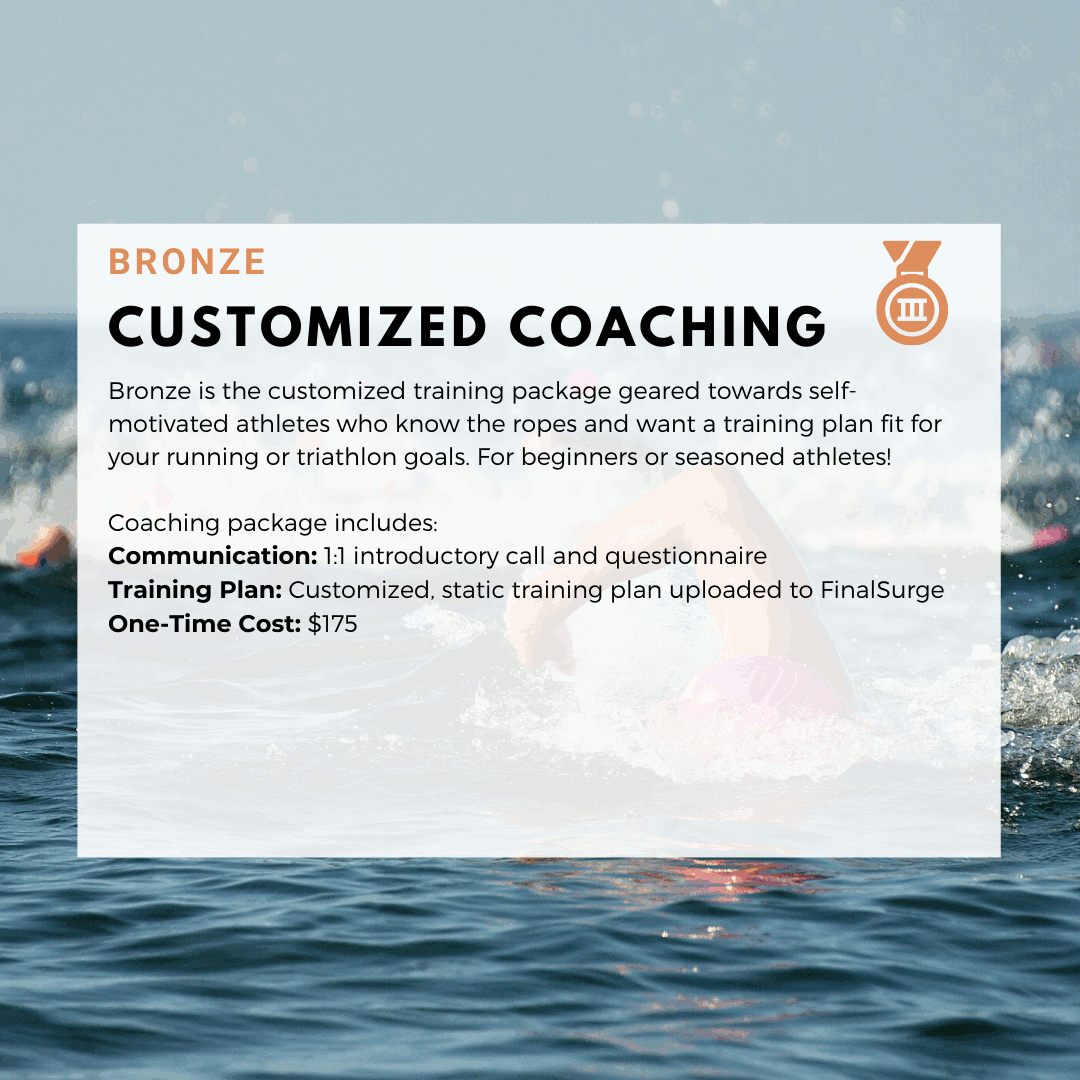 BRONZE
CUSTOMIZED COACHING
III
Bronze is the customized training package geared towards self-
motivated athletes who know the ropes and want a training plan fit for
your running or triathlon goals. For beginners or seasoned athletes!
Coaching package includes:
Communication: 1:1 introductory call and questionnaire
Training Plan: Customized, static training plan uploaded to FinalSurge
One-Time Cost: $175